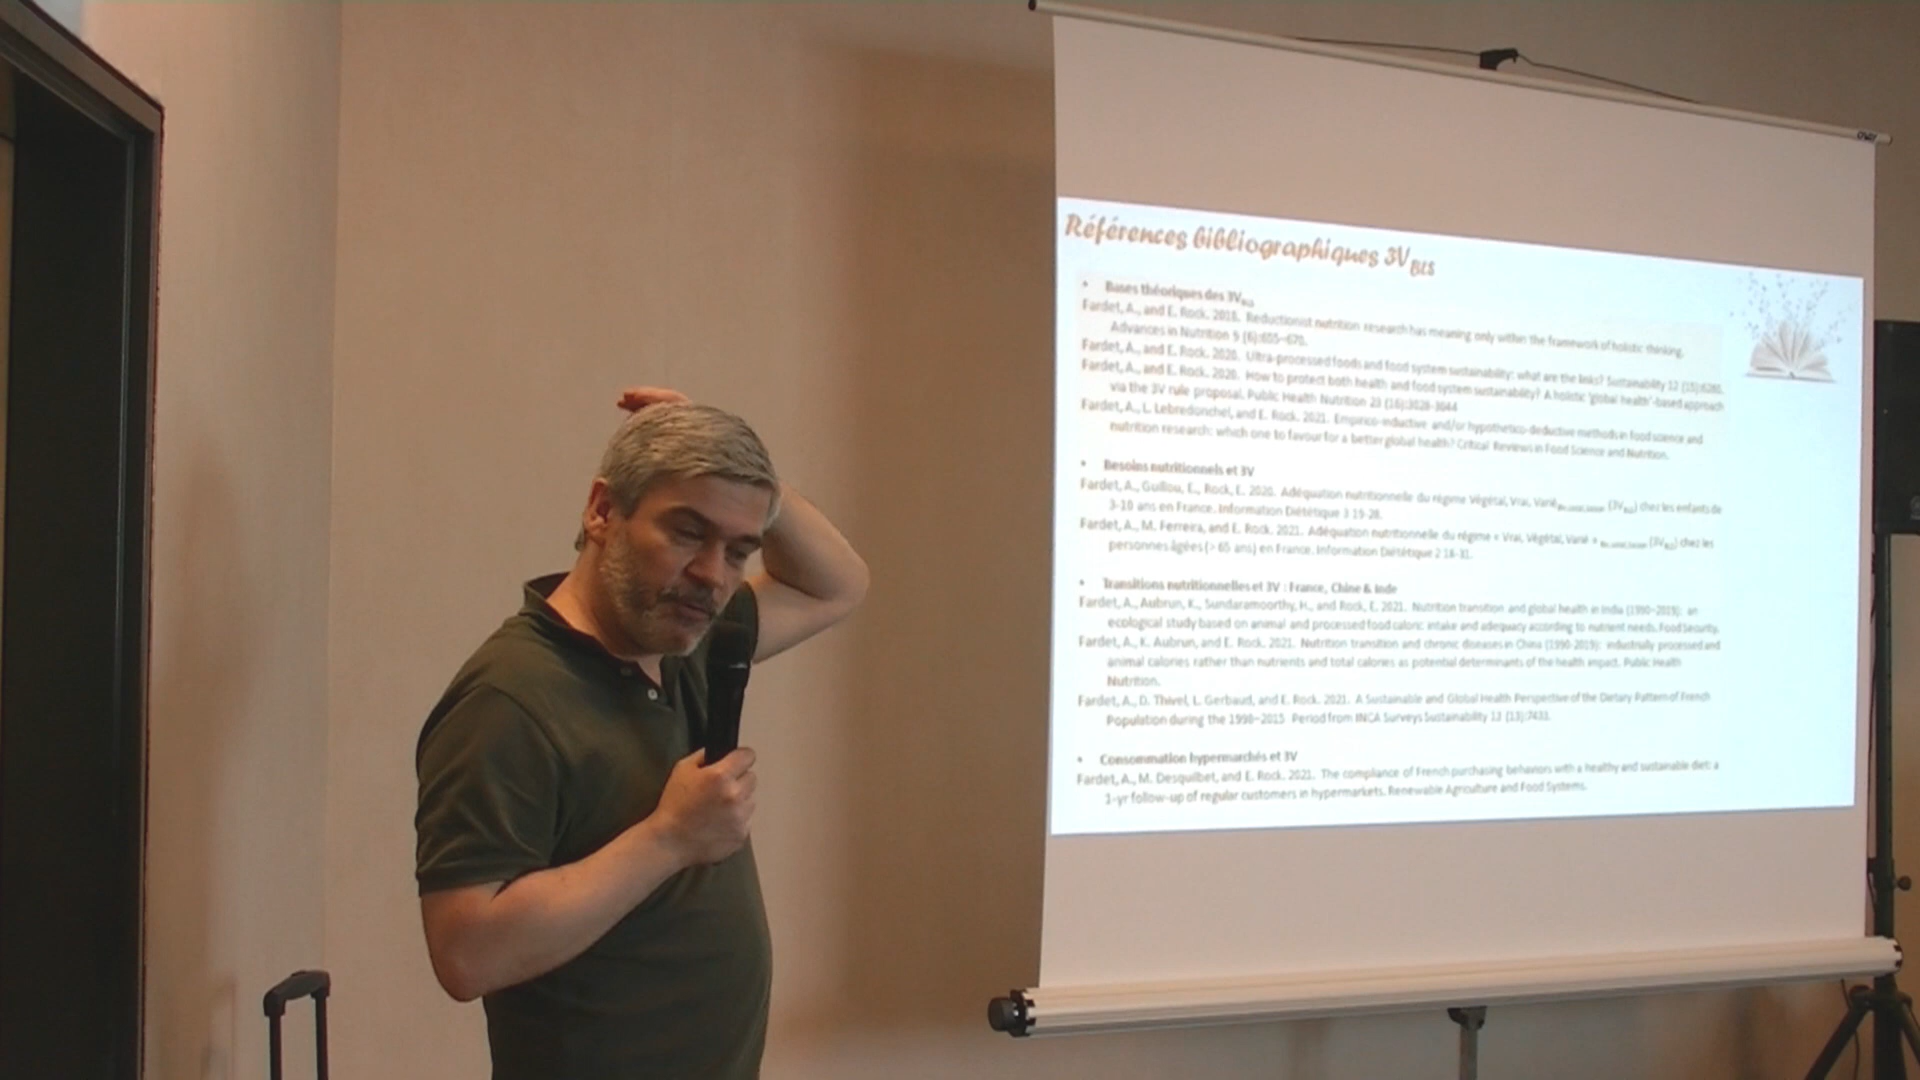 Références bibliographiques 3V BLS
• Bases théoriques des 3V BLS
Fardet, A., and E. Rock. 2018. Reductionist nutrition research has meaning only within the framework of holistic thinking.
Advances in Nutrition 9 (6):655–670.
Fardet, A., and E. Rock. 2020. Ultra-processed foods and food system sustainability: what are the links? Sustainability 12 (15):6280.
Fardet, A., and E. Rock. 2020. How to protect both health and food system sustainability? A holistic 'global health'-based approach
via the 3V rule proposal. Public Health Nutrition 23 (16):3028-3044
Fardet, A., L. Lebredonchel, and E. Rock. 2021. Empirico-inductive and/or hypothetico-deductive methods in food science and
nutrition research: which one to favour for a better global health? Critical Reviews in Food Science and Nutrition.
• Besoins nutritionnels et 3V
Fardet, A., Guillou, E., Rock, E. 2020. Adéquation nutritionnelle du régime Végétal, Vrai, Varié (3V BLS) chez les enfants de
3-10 ans en France. Information Diététique 3 19-28.
Fardet, A., M. Ferreira, and E. Rock. 2021. Adéquation nutritionnelle du régime « Vrai, Végétal, Varié » (3V BLS) chez les
personnes âgées (> 65 ans) en France. Information Diététique 2 18-31.
• Transitions nutritionnelles et 3V : France, Chine & Inde
Fardet, A., Aubrun, K., Sundaramoorthy, H., and Rock, E. 2021. Nutrition transition and global health in India (1990–2019): an
ecological study based on animal and processed food caloric intake and adequacy according to nutrient needs. Food Security.
Fardet, A., K. Aubrun, and E. Rock. 2021. Nutrition transition and chronic diseases in China (1990-2019): industrially processed and
animal calories rather than nutrients and total calories as potential determinants of the health impact. Public Health
Nutrition.
Fardet, A., D. Thivel, L. Gerbaud, and E. Rock. 2021. A Sustainable and Global Health Perspective of the Dietary Pattern of French
Population during the 1998–2015 Period from INCA Surveys Sustainability 13 (13):7433.
• Consommation hypermarchés et 3V
Fardet, A., M. Desquilbet, and E. Rock. 2021. The compliance of French purchasing behaviors with a healthy and sustainable diet: a
1-yr follow-up of regular customers in hypermarkets. Renewable Agriculture and Food Systems.